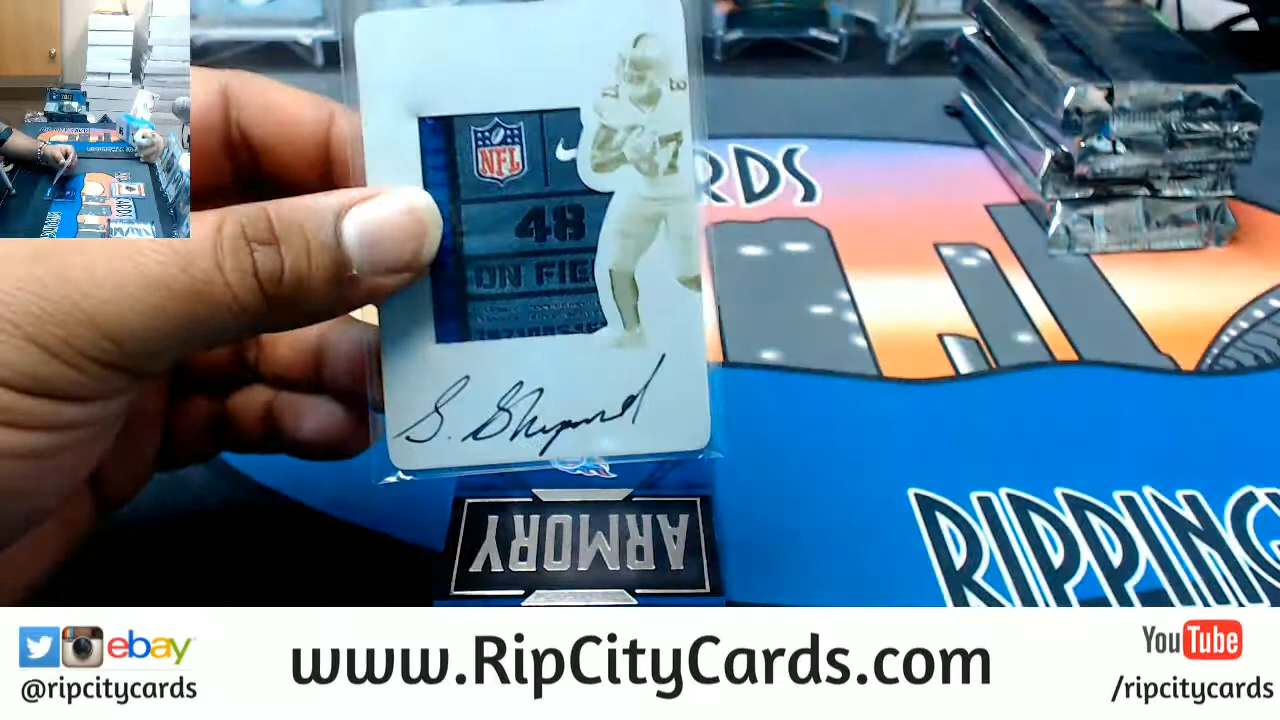 NFL
48
ON FIE
S. Shepard
ARMORY
RDS
RIPPING
ebay
@ripcitycards
www.RipCityCards.com
YouTube
/ripcitycards